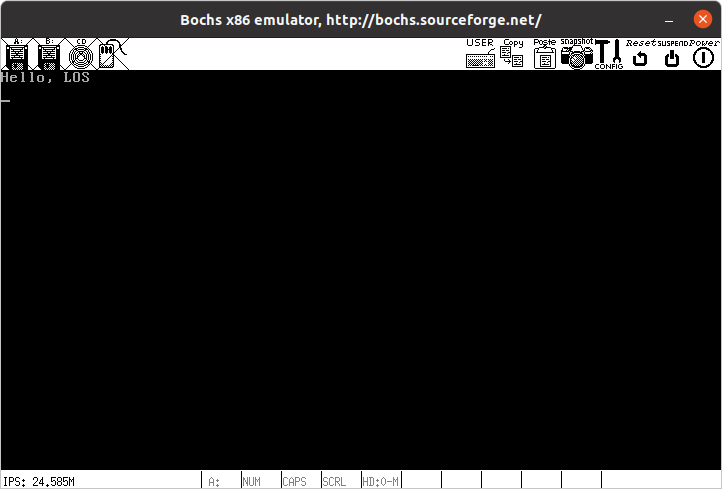 Bochs x86 emulator, http://bochs.sourceforge.net/
A: B: CD USER Copy Paste snapshot CONFIG Reset SUSPEND Power
Hello, LOS
IPS: 24.585M A: NUM CAPS SCRL HD:0-M